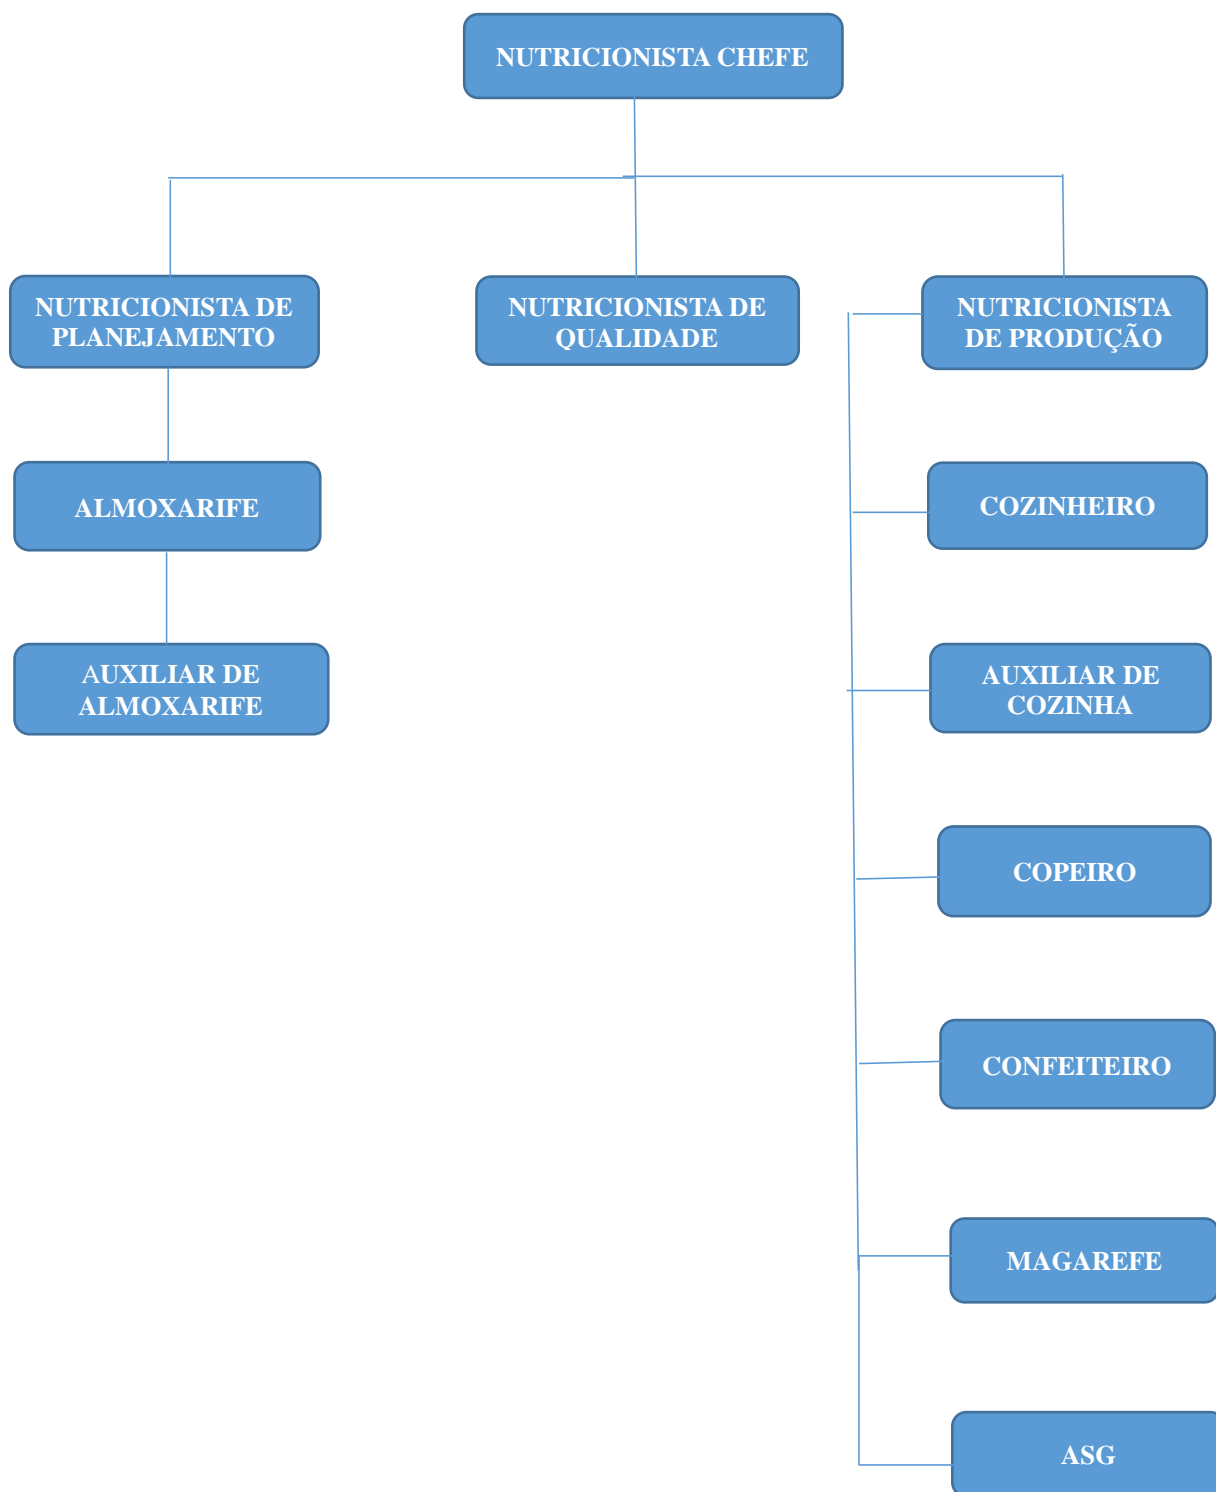 NUTRICIONISTA CHEFE
NUTRICIONISTA DE
PLANEJAMENTO
NUTRICIONISTA DE
QUALIDADE
NUTRICIONISTA
DE PRODUÇÃO
ALMOXARIFE
COZINHEIRO
AUXILIAR DE
ALMOXARIFE
AUXILIAR DE
COZINHA
COPEIRO
CONFEITEIRO
MAGAREFE
ASG